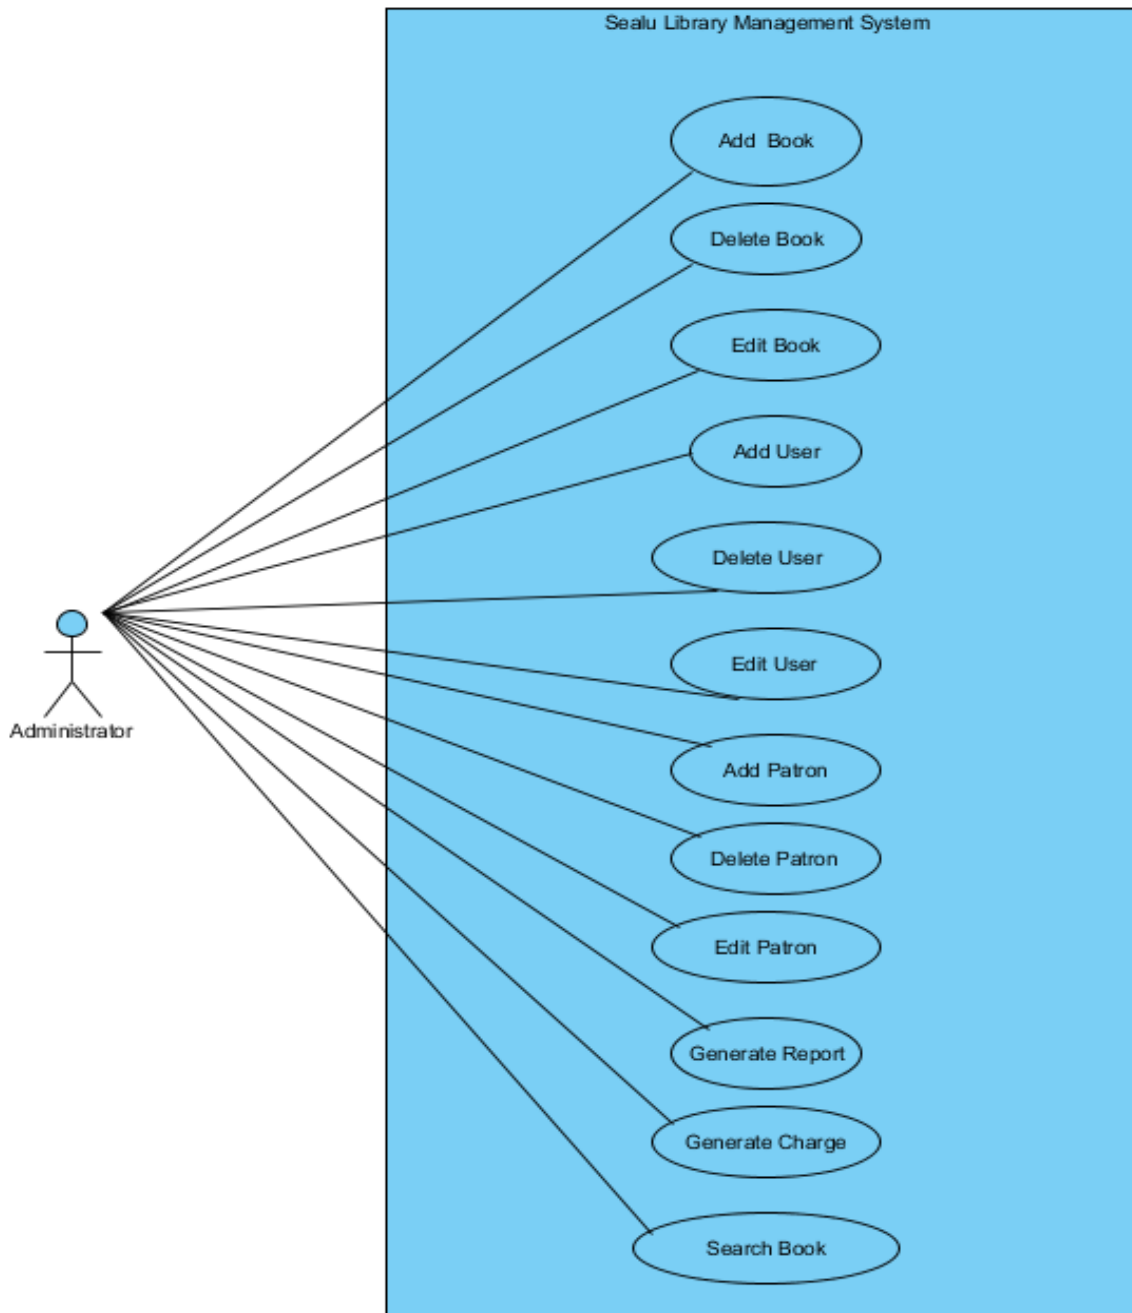 Sealu Library Management System
Add Book
Delete Book
Edit Book
Add User
Delete User
Edit User
Administrator
Add Patron
Delete Patron
Edit Patron
Generate Report
Generate Charge
Search Book